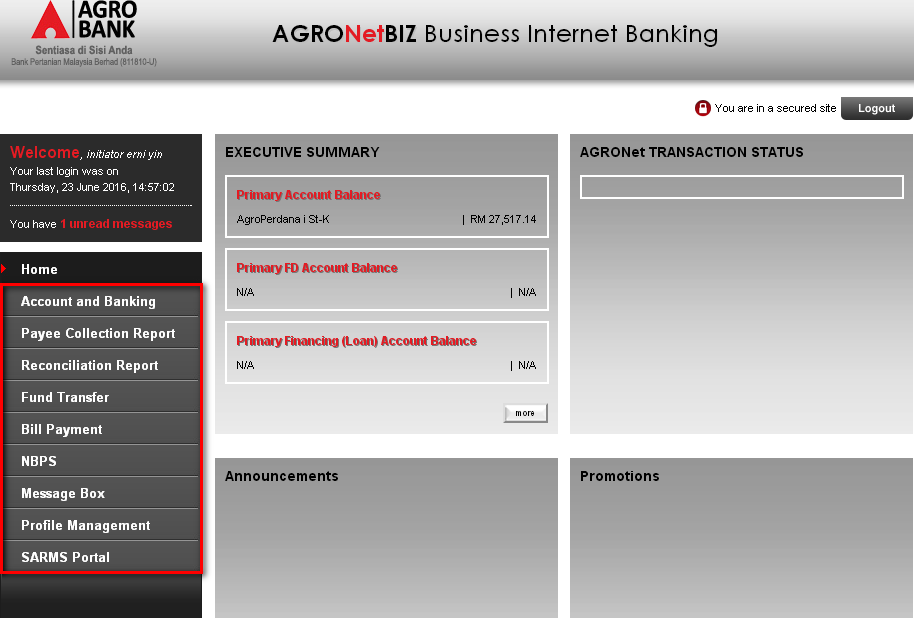 AGRO
BANK
Sentiasa di Sisi Anda
Bank Pertanian Malaysia Berhad (811810-U)
AGRONetBIZ Business Internet Banking
You are in a secured site
Logout
Welcome, initiator erni yin
Your last login was on
Thursday, 23 June 2016, 14:57:02
You have 1 unread messages
Home
Account and Banking
Payee Collection Report
Reconciliation Report
Fund Transfer
Bill Payment
NBPS
Message Box
Profile Management
SARMS Portal
EXECUTIVE SUMMARY
Primary Account Balance
AgroPerdana i St-K | RM 27,517.14
Primary FD Account Balance
N/A | N/A
Primary Financing (Loan) Account Balance
N/A | N/A
more
AGRONet TRANSACTION STATUS
Announcements
Promotions